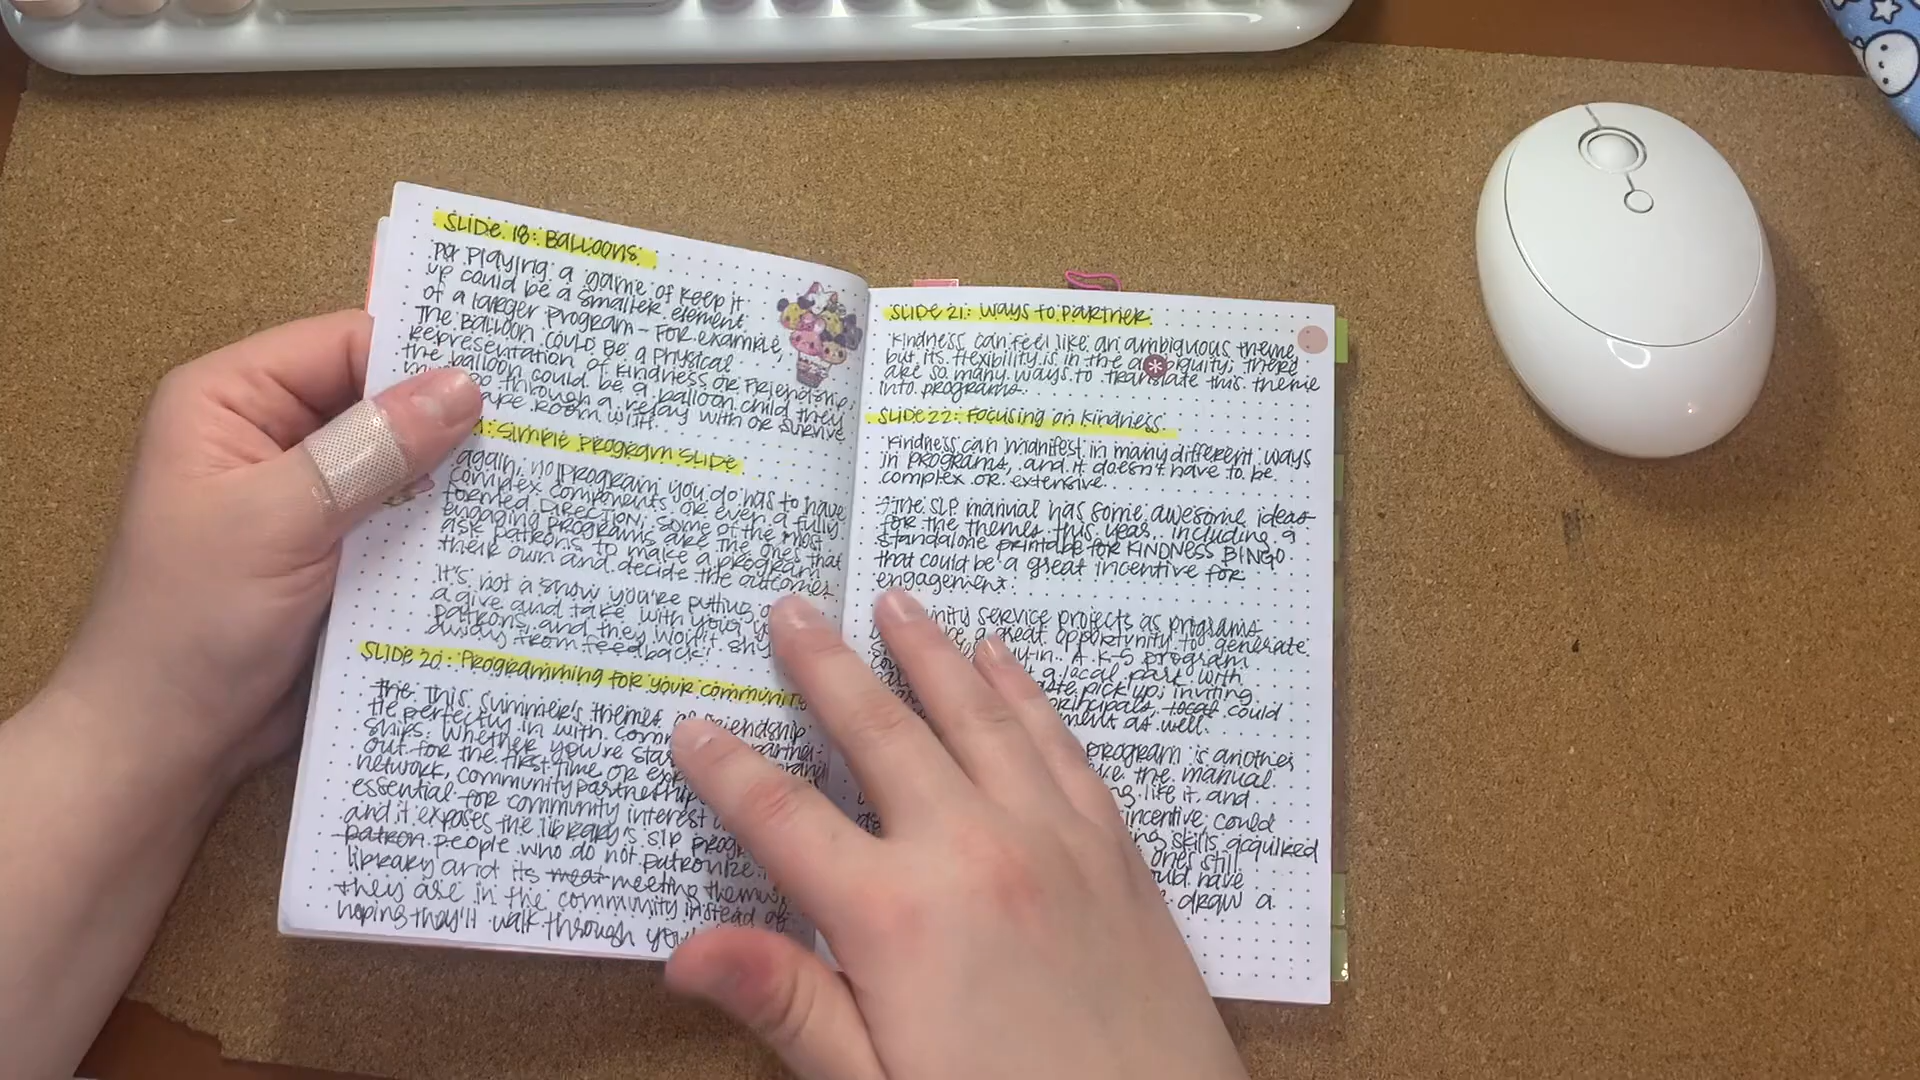 SLIDE 18: BALLOONS
For playing a game of keep it
up could be a smaller element
of a larger program - for example,
the balloon could be a physical
representation of kindness or friendship;
the balloon could be a balloon child they
go through a relay with or survive
ape room with.
: Simple Program Slide
again, no program you do has to have
complex components or even a fully
formed direction; some of the most
engaging programs are the ones that
ask patrons to make a program
their own and decide the outcomes
it's not a show you're putting
a give and take with your
patrons, and they won't shy
away from feedback!
SLIDE 20: Programming for your community
the this summer's themes of friendship
tie perfectly in with
ships. Whether you're
out for the first time or
network, community partnership
essential for community interest
and it exposes the library's SLP
patron people who do not patronize
library and its meat meeting them
they are in the community instead of
hoping they'll walk through
SLIDE 21: Ways to Partner
Kindness can feel like an ambiguous theme
but its flexibility is in the ambiguity; there
are so many ways to translate this theme
into programs.
SLIDE 22: Focusing on Kindness
Kindness can manifest in many different ways
in programs, and it doesn't have to be
complex or extensive.
The SLP manual has some awesome ideas
for the themes this year, including a
standalone printable for KINDNESS BINGO
that could be a great incentive for
engagement.
nity service projects as programs
a great opportunity to generate
in. A K-5 program
a local park with
pick up; inviting
principals, local could
as well.
program is another
the manual
like it, and
incentive could
skills acquired
ones still
have
draw a